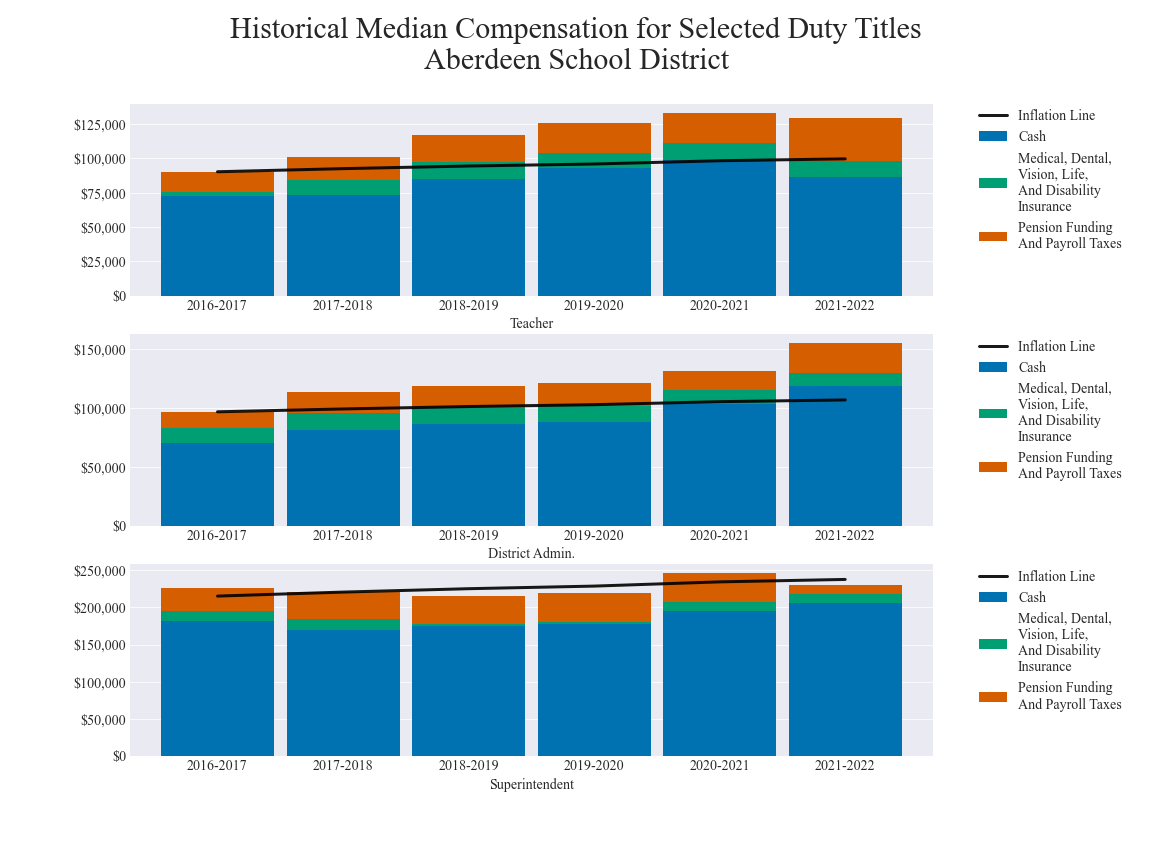 Historical Median Compensation for Selected Duty Titles
Aberdeen School District
$125,000
$100,000
$75,000
$50,000
$25,000
$0
2016-2017 2017-2018 2018-2019 2019-2020 2020-2021 2021-2022
Teacher
Inflation Line
Cash
Medical, Dental,
Vision, Life,
And Disability
Insurance
Pension Funding
And Payroll Taxes
$150,000
$100,000
$50,000
$0
2016-2017 2017-2018 2018-2019 2019-2020 2020-2021 2021-2022
District Admin.
Inflation Line
Cash
Medical, Dental,
Vision, Life,
And Disability
Insurance
Pension Funding
And Payroll Taxes
$250,000
$200,000
$150,000
$100,000
$50,000
$0
2016-2017 2017-2018 2018-2019 2019-2020 2020-2021 2021-2022
Superintendent
Inflation Line
Cash
Medical, Dental,
Vision, Life,
And Disability
Insurance
Pension Funding
And Payroll Taxes